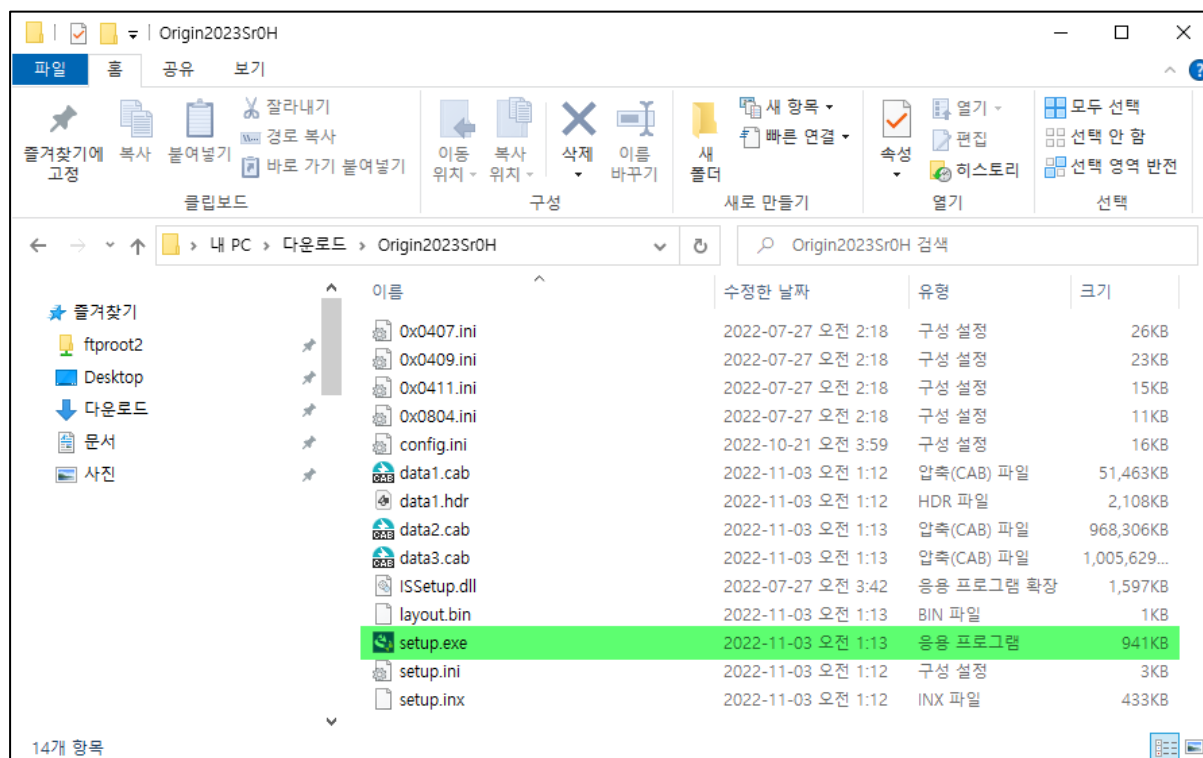 Origin2023Sr0H
파일 홈 공유 보기
즐겨찾기에 고정
복사
붙여넣기
잘라내기
경로 복사
바로 가기 붙여넣기
클립보드
이동 위치
복사 위치
삭제
이름 바꾸기
구성
새 폴더
새 항목
빠른 연결
새로 만들기
속성
열기
편집
히스토리
열기
모두 선택
선택 안 함
선택 영역 반전
선택
내 PC > 다운로드 > Origin2023Sr0H
Origin2023Sr0H 검색
즐겨찾기
ftproot2
Desktop
다운로드
문서
사진
이름 수정한 날짜 유형 크기
0x0407.ini 2022-07-27 오전 2:18 구성 설정 26KB
0x0409.ini 2022-07-27 오전 2:18 구성 설정 23KB
0x0411.ini 2022-07-27 오전 2:18 구성 설정 15KB
0x0804.ini 2022-07-27 오전 2:18 구성 설정 11KB
config.ini 2022-10-21 오전 3:59 구성 설정 16KB
data1.cab 2022-11-03 오전 1:12 압축(CAB) 파일 51,463KB
data1.hdr 2022-11-03 오전 1:12 HDR 파일 2,108KB
data2.cab 2022-11-03 오전 1:13 압축(CAB) 파일 968,306KB
data3.cab 2022-11-03 오전 1:13 압축(CAB) 파일 1,005,629...
ISSetup.dll 2022-07-27 오전 3:42 응용 프로그램 확장 1,597KB
layout.bin 2022-11-03 오전 1:13 BIN 파일 1KB
setup.exe 2022-11-03 오전 1:13 응용 프로그램 941KB
setup.ini 2022-11-03 오전 1:12 구성 설정 3KB
setup.inx 2022-11-03 오전 1:12 INX 파일 433KB
14개 항목